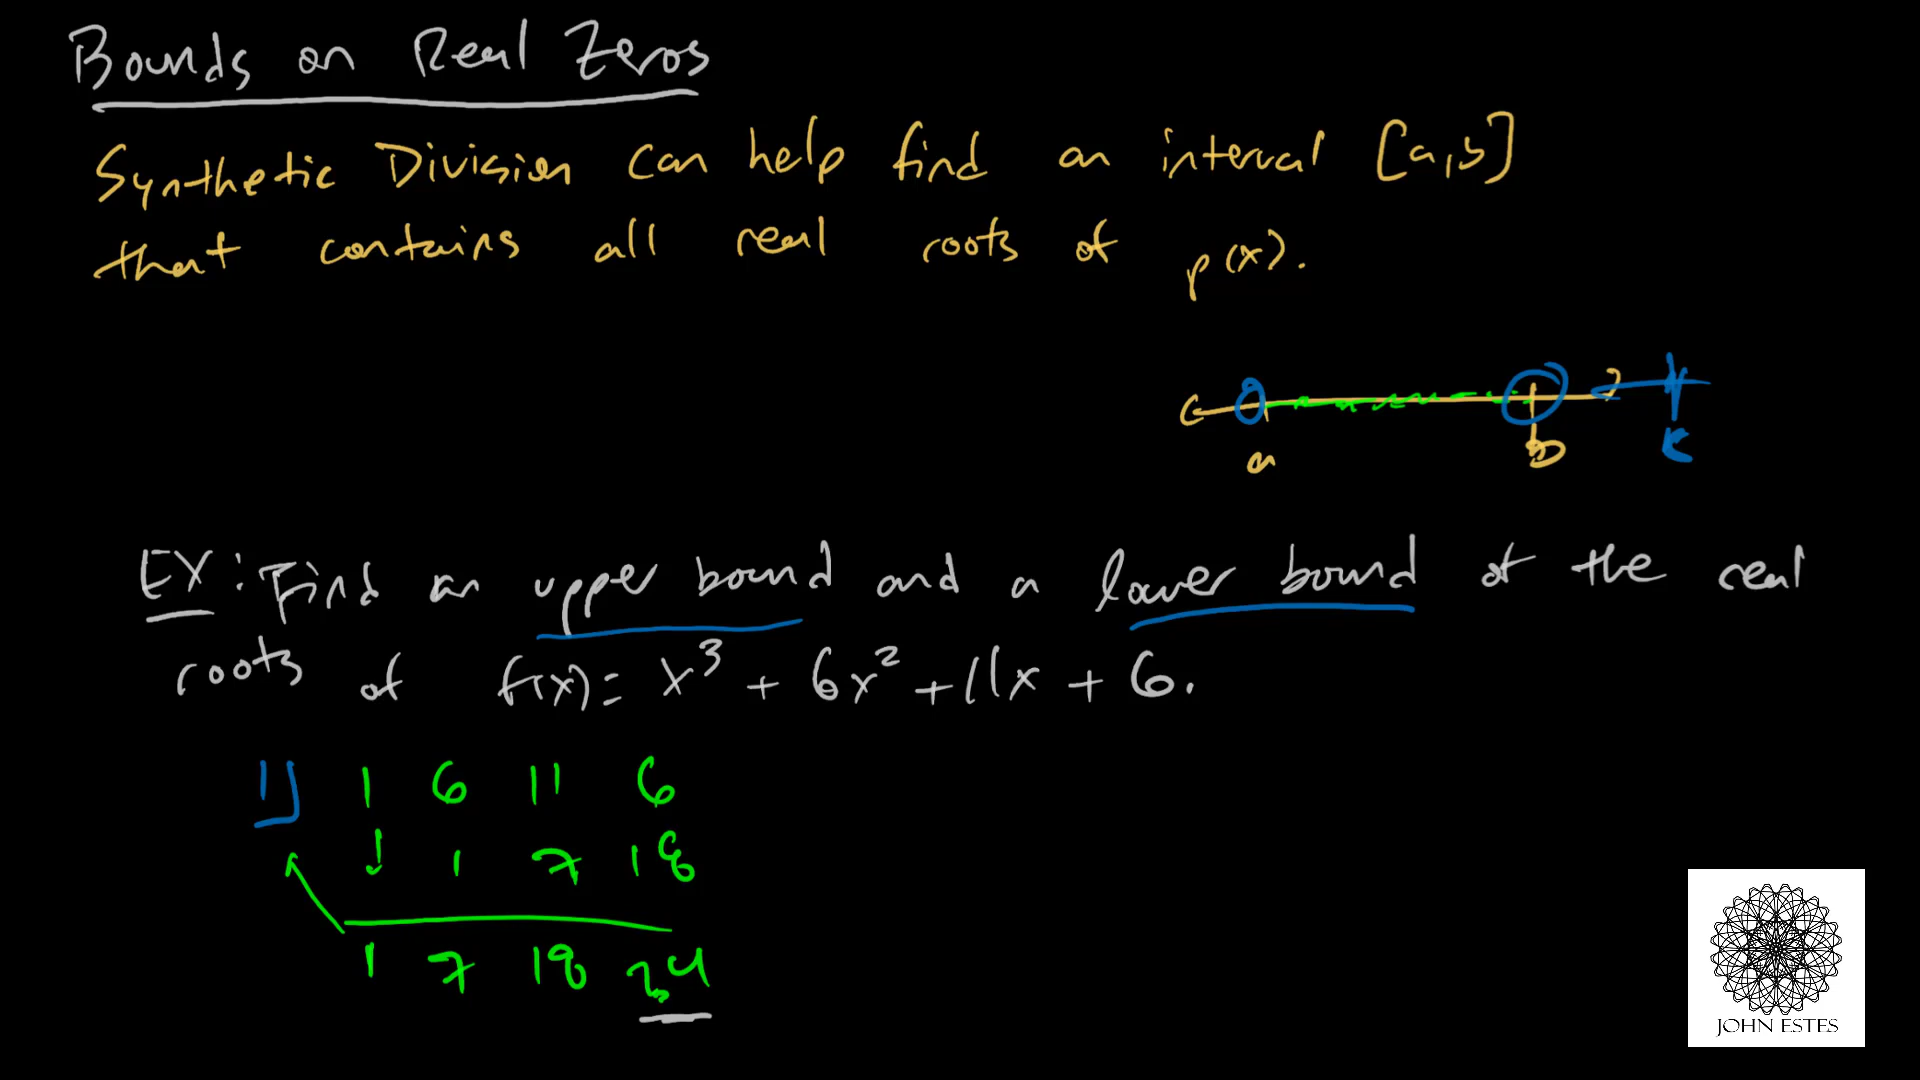 Bounds on Real Zeros
Synthetic Division can help find an interval [a,b]
that contains all real roots of p(x).
a b c
EX: Find an upper bound and a lower bound of the real
roots of f(x) = x³ + 6x² + 11x + 6.
1 1 6 11 6
↓ 1 7 18
1 7 18 24
JOHN ESTES